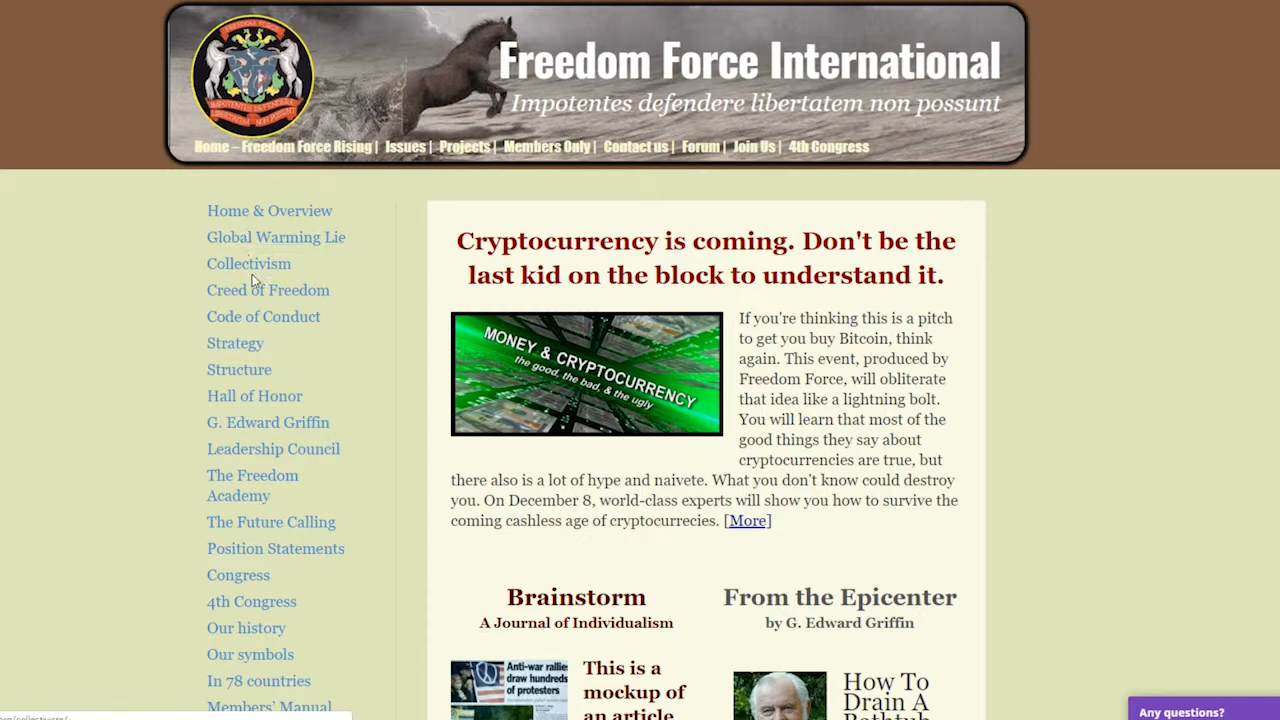 Freedom Force International
Impotentes defendere libertatem non possunt
FREEDOM FORCE
IMPOTENTES DEFENDERE
LIBERTATEM NON POSSUNT
Home – Freedom Force Rising | Issues | Projects | Members Only | Contact us | Forum | Join Us | 4th Congress
Home & Overview
Global Warming Lie
Collectivism
Creed of Freedom
Code of Conduct
Strategy
Structure
Hall of Honor
G. Edward Griffin
Leadership Council
The Freedom
Academy
The Future Calling
Position Statements
Congress
4th Congress
Our history
Our symbols
In 78 countries
Members' Manual
Cryptocurrency is coming. Don't be the
last kid on the block to understand it.
MONEY & CRYPTOCURRENCY
the good, the bad, & the ugly
If you're thinking this is a pitch
to get you buy Bitcoin, think
again. This event, produced by
Freedom Force, will obliterate
that idea like a lightning bolt.
You will learn that most of the
good things they say about
cryptocurrencies are true, but
there also is a lot of hype and naivete. What you don't know could destroy
you. On December 8, world-class experts will show you how to survive the
coming cashless age of cryptocurrecies. [More]
Brainstorm
A Journal of Individualism
Anti-war rallies
draw hundreds
of protesters
This is a
mockup of
an article
From the Epicenter
by G. Edward Griffin
How To
Drain A
Bathtub
Any questions?